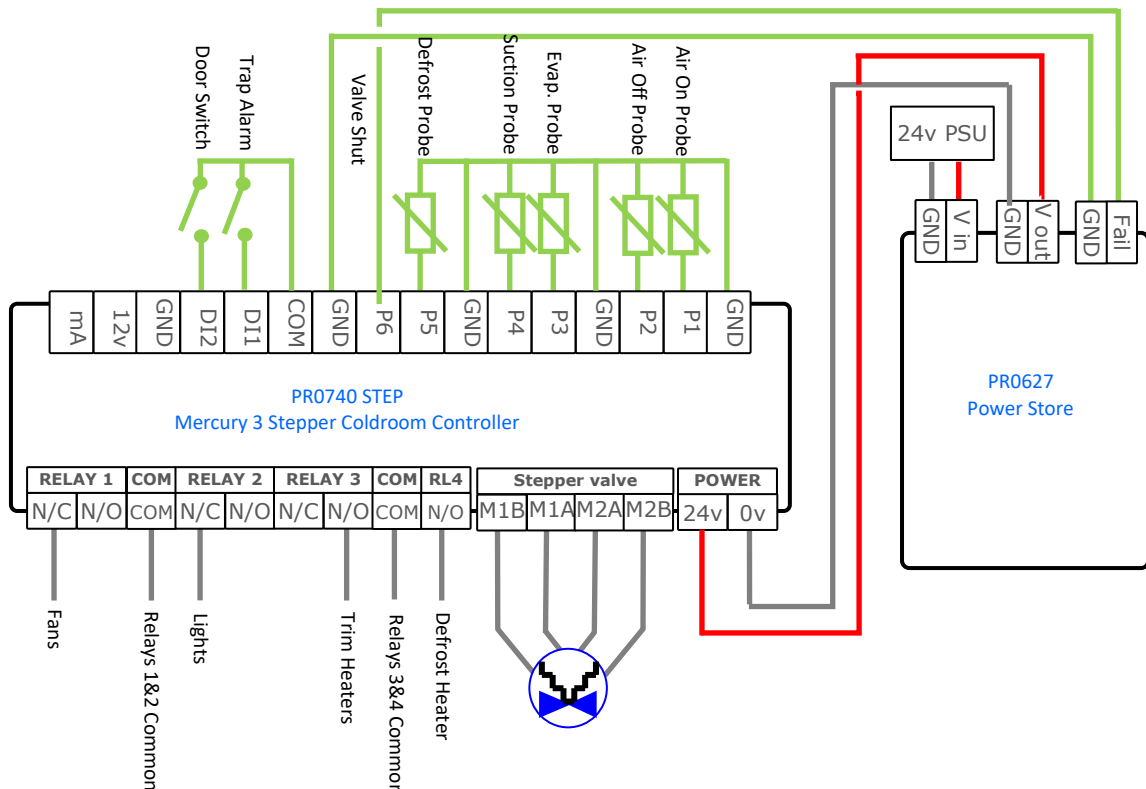 Door Switch
Trap Alarm
Valve Shut
Defrost Probe
Suction Probe
Evap. Probe
Air Off Probe
Air On Probe
24v PSU
GND
V in
GND
V out
GND
Fail
mA
12v
GND
DI2
DI1
COM
GND
P6
P5
GND
P4
P3
GND
P2
P1
GND
PR0740 STEP
Mercury 3 Stepper Coldroom Controller
PR0627
Power Store
RELAY 1
COM
RELAY 2
RELAY 3
COM
RL4
Stepper valve
POWER
N/C
N/O
COM
N/C
N/O
N/C
N/O
COM
N/O
M1B
M1A
M2A
M2B
24v
0v
Fans
Relays 1&2 Common
Lights
Trim Heaters
Relays 3&4 Common
Defrost Heater